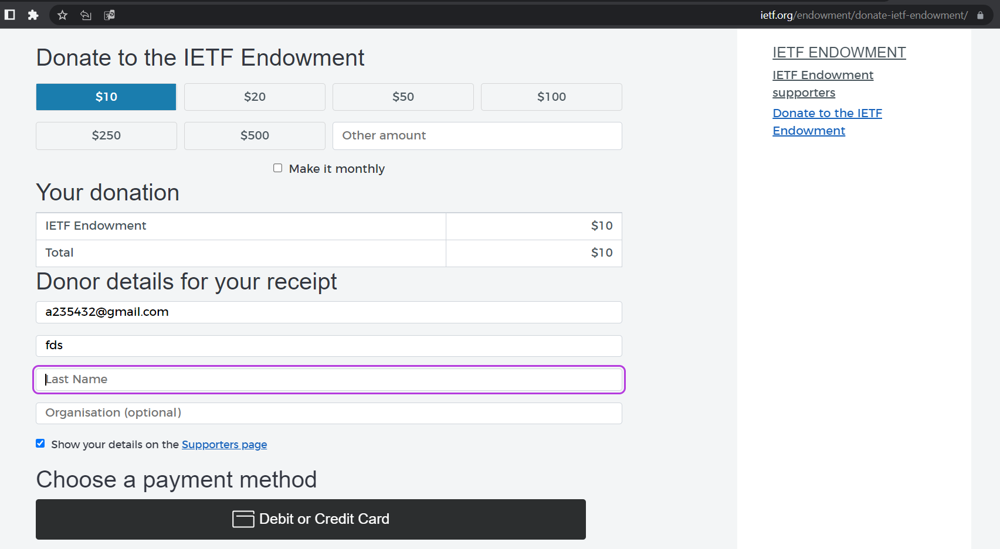 ietf.org/endowment/donate-ietf-endowment/
Donate to the IETF Endowment
$10
$20
$50
$100
$250
$500
Other amount
Make it monthly
Your donation
IETF Endowment $10
Total $10
Donor details for your receipt
a235432@gmail.com
fds
Last Name
Organisation (optional)
Show your details on the Supporters page
Choose a payment method
Debit or Credit Card
IETF ENDOWMENT
IETF Endowment
supporters
Donate to the IETF
Endowment